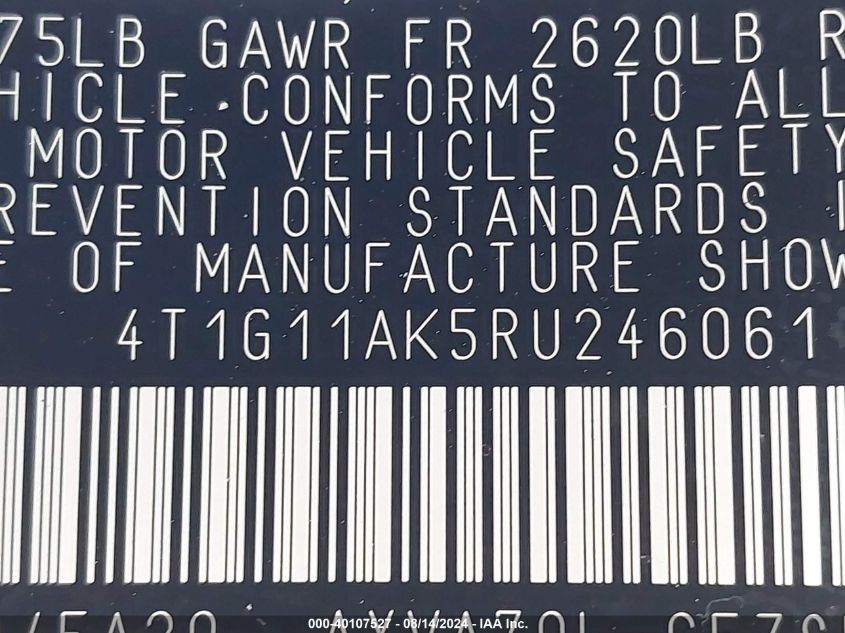 75LB GAWR FR 2620LB R
HICLE CONFORMS TO ALL
MOTOR VEHICLE SAFETY
REVENTION STANDARDS I
E OF MANUFACTURE SHOW
4T1G11AK5RU246061
000-40107527 - 08/14/2024 - IAA Inc.